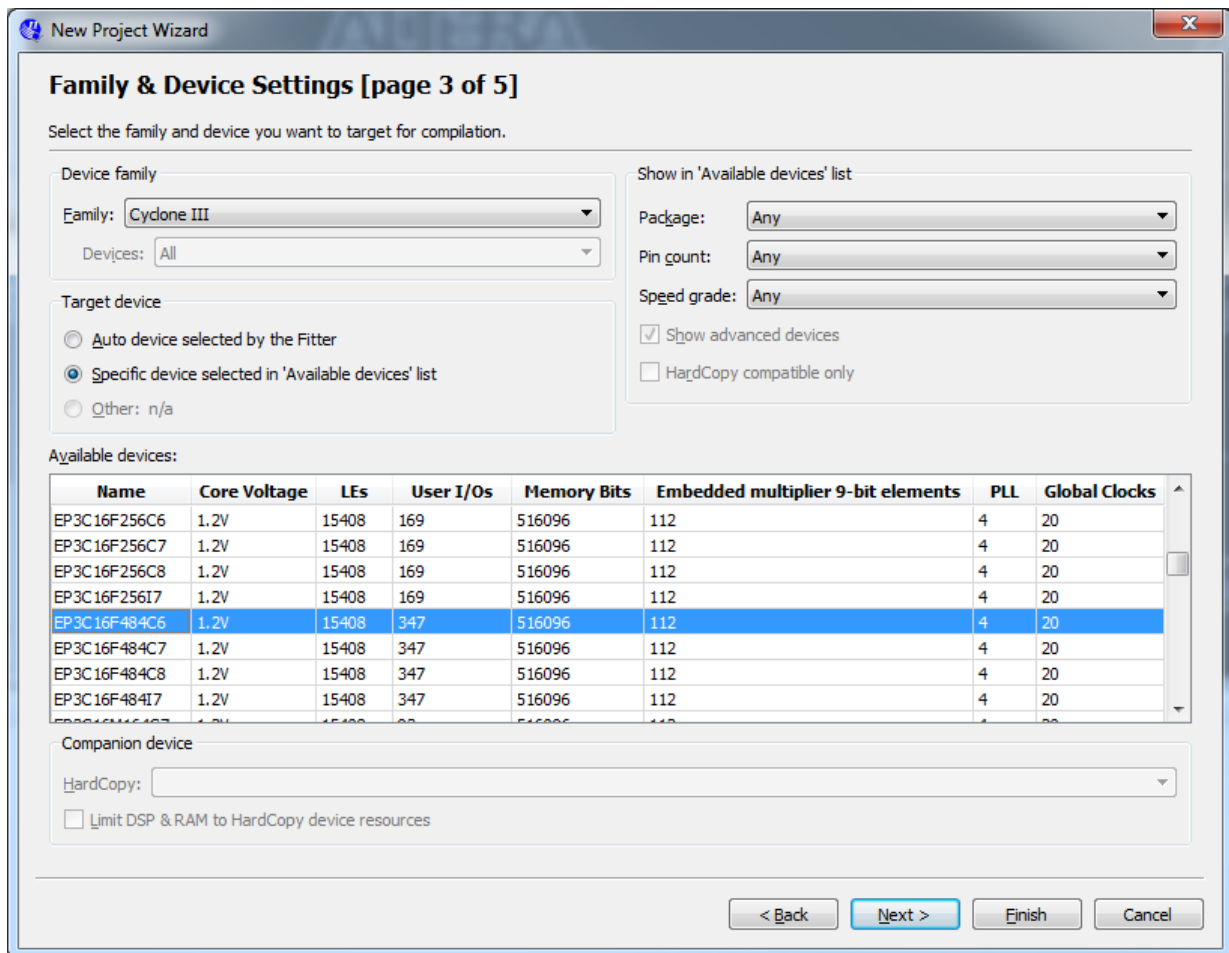 New Project Wizard
Family & Device Settings [page 3 of 5]
Select the family and device you want to target for compilation.
Device family
Family: Cyclone III
Devices: All
Target device
Auto device selected by the Fitter
Specific device selected in 'Available devices' list
Other: n/a
Show in 'Available devices' list
Package: Any
Pin count: Any
Speed grade: Any
Show advanced devices
HardCopy compatible only
Available devices:
Name Core Voltage LEs User I/Os Memory Bits Embedded multiplier 9-bit elements PLL Global Clocks
EP3C16F256C6 1.2V 15408 169 516096 112 4 20
EP3C16F256C7 1.2V 15408 169 516096 112 4 20
EP3C16F256C8 1.2V 15408 169 516096 112 4 20
EP3C16F256I7 1.2V 15408 169 516096 112 4 20
EP3C16F484C6 1.2V 15408 347 516096 112 4 20
EP3C16F484C7 1.2V 15408 347 516096 112 4 20
EP3C16F484C8 1.2V 15408 347 516096 112 4 20
EP3C16F484I7 1.2V 15408 347 516096 112 4 20
Companion device
HardCopy:
Limit DSP & RAM to HardCopy device resources
< Back Next > Finish Cancel